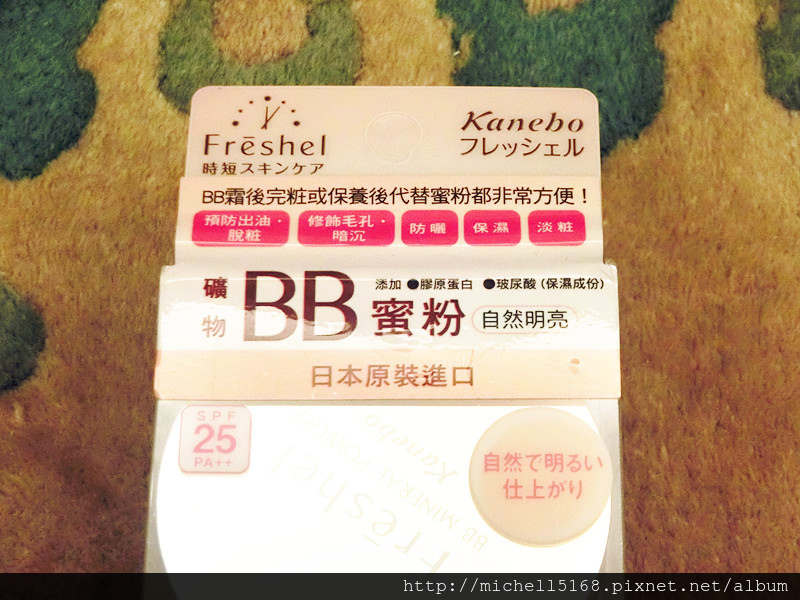 Frēshel
時短スキンケア
Kanebo
フレッシェル
BB霜後完粧或保養後代替蜜粉都非常方便！
預防出油・
脫粧
修飾毛孔・
暗沉
防曬
保濕
淡粧
礦物
BB
添加 ●膠原蛋白 ●玻尿酸(保濕成份)
蜜粉
自然明亮
日本原裝進口
SPF
25
PA++
自然で明るい
仕上がり
Kanebo
BB MINERAL POWDER
Frēshel
http://michell5168.pixnet.net/album